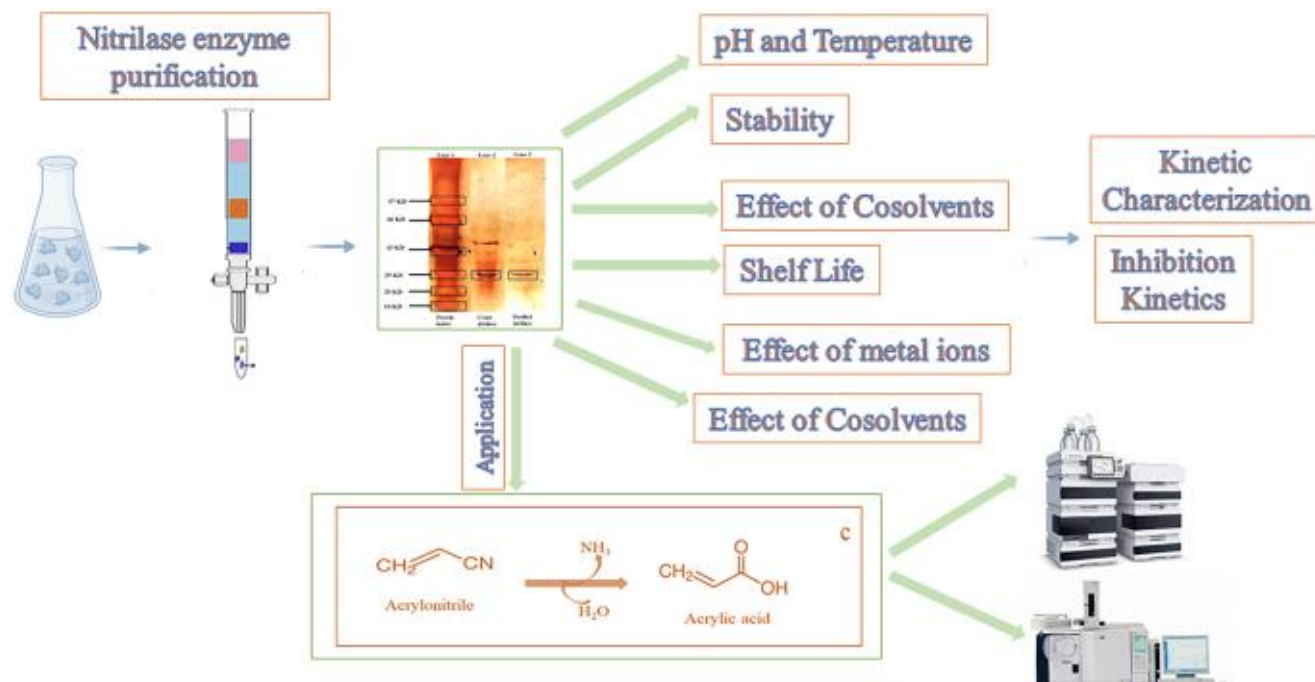 Nitrilase enzyme
purification
pH and Temperature
Stability
Effect of Cosolvents
Shelf Life
Effect of metal ions
Effect of Cosolvents
Kinetic
Characterization
Inhibition
Kinetics
Application
c
CH₂
CN
Acrylonitrile
NH₃
H₂O
CH₂
O
OH
Acrylic acid